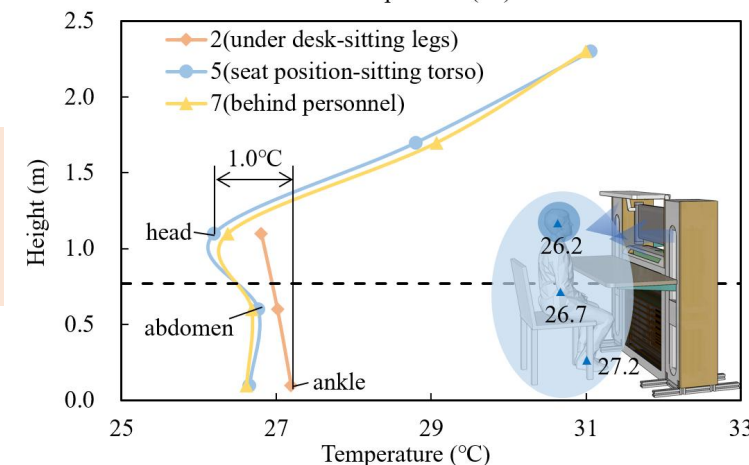 2.5
2(under desk-sitting legs)
5(seat position-sitting torso)
2.0
7(behind personnel)
1.0℃
1.5
Height (m)
head
1.0
26.2
26.7
abdomen
0.5
27.2
ankle
0.0
25
27
29
31
33
Temperature (℃)